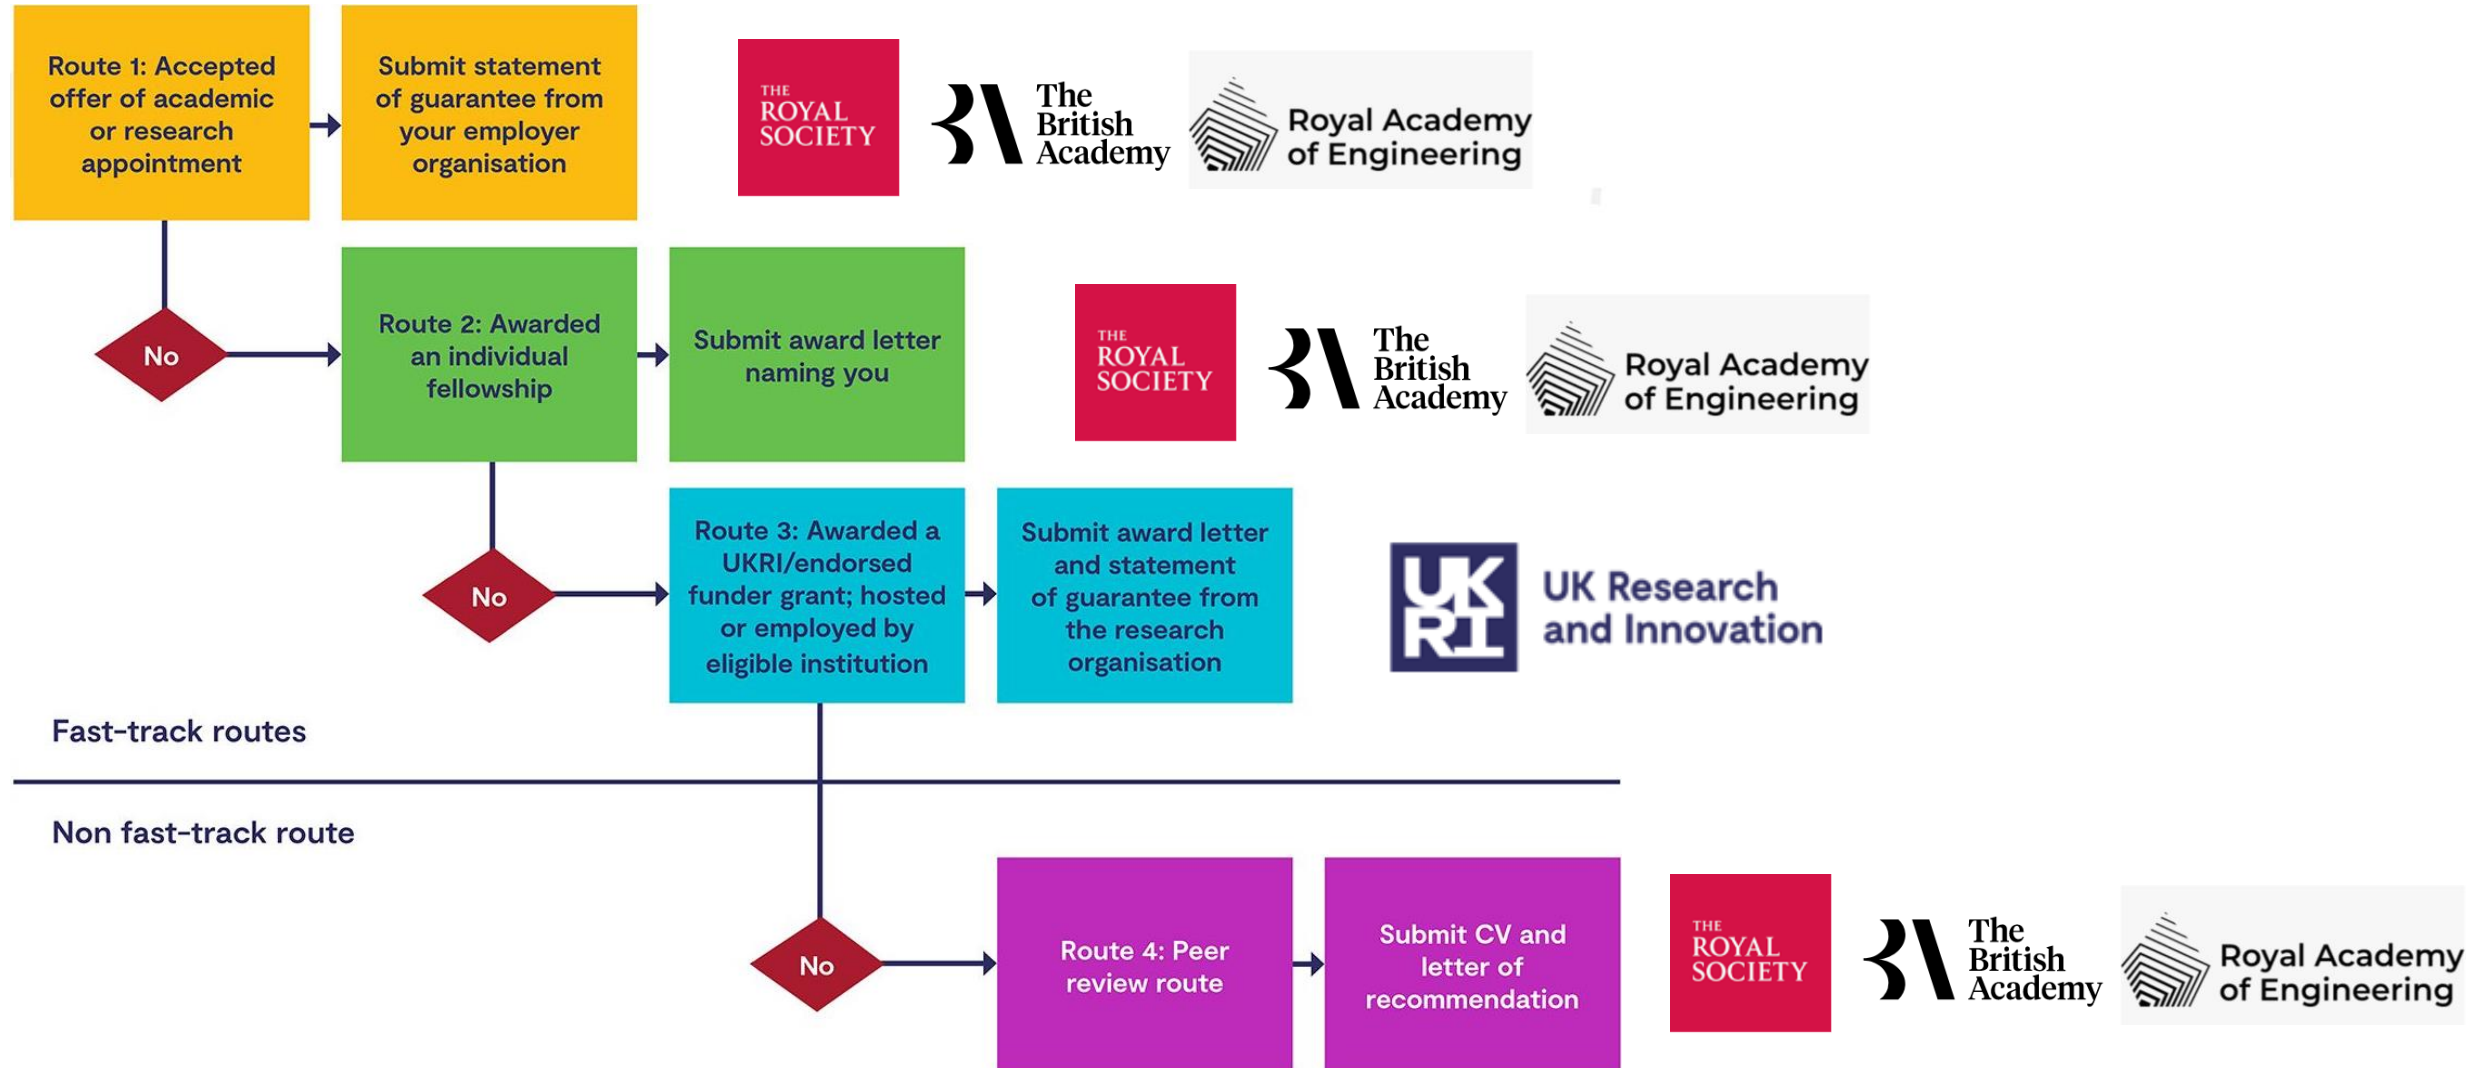 Route 1: Accepted
offer of academic
or research
appointment
Submit statement
of guarantee from
your employer
organisation
THE
ROYAL
SOCIETY
The
British
Academy
Royal Academy
of Engineering
No
Route 2: Awarded
an individual
fellowship
Submit award letter
naming you
THE
ROYAL
SOCIETY
The
British
Academy
Royal Academy
of Engineering
No
Route 3: Awarded a
UKRI/endorsed
funder grant; hosted
or employed by
eligible institution
Submit award letter
and statement
of guarantee from
the research
organisation
UK
RI
UK Research
and Innovation
Fast-track routes
Non fast-track route
No
Route 4: Peer
review route
Submit CV and
letter of
recommendation
THE
ROYAL
SOCIETY
The
British
Academy
Royal Academy
of Engineering